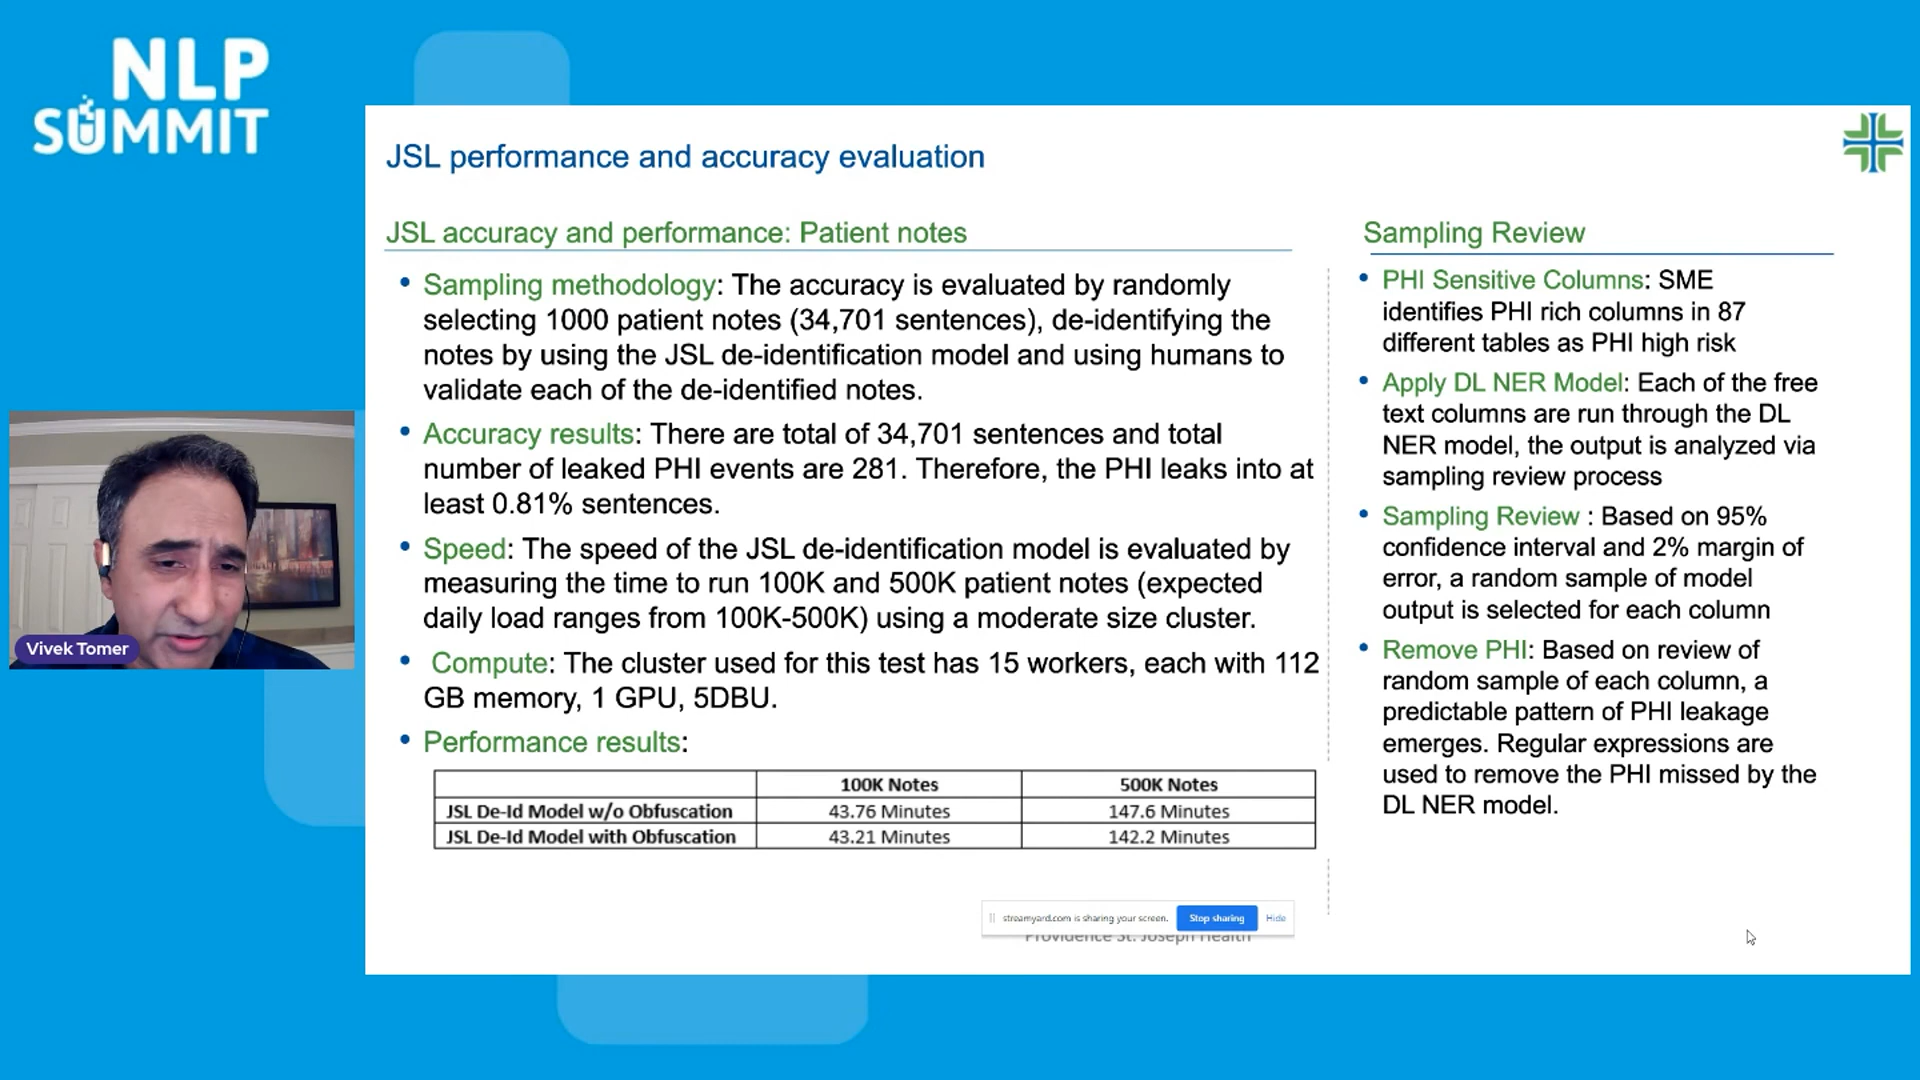 NLP
SUMMIT
JSL performance and accuracy evaluation
JSL accuracy and performance: Patient notes
• Sampling methodology: The accuracy is evaluated by randomly
selecting 1000 patient notes (34,701 sentences), de-identifying the
notes by using the JSL de-identification model and using humans to
validate each of the de-identified notes.
• Accuracy results: There are total of 34,701 sentences and total
number of leaked PHI events are 281. Therefore, the PHI leaks into at
least 0.81% sentences.
• Speed: The speed of the JSL de-identification model is evaluated by
measuring the time to run 100K and 500K patient notes (expected
daily load ranges from 100K-500K) using a moderate size cluster.
• Compute: The cluster used for this test has 15 workers, each with 112
GB memory, 1 GPU, 5DBU.
• Performance results:
100K Notes 500K Notes
JSL De-Id Model w/o Obfuscation 43.76 Minutes 147.6 Minutes
JSL De-Id Model with Obfuscation 43.21 Minutes 142.2 Minutes
Sampling Review
• PHI Sensitive Columns: SME
identifies PHI rich columns in 87
different tables as PHI high risk
• Apply DL NER Model: Each of the free
text columns are run through the DL
NER model, the output is analyzed via
sampling review process
• Sampling Review : Based on 95%
confidence interval and 2% margin of
error, a random sample of model
output is selected for each column
• Remove PHI: Based on review of
random sample of each column, a
predictable pattern of PHI leakage
emerges. Regular expressions are
used to remove the PHI missed by the
DL NER model.
streamyard.com is sharing your screen. Stop sharing Hide
Providence St. Joseph Health
Vivek Tomer